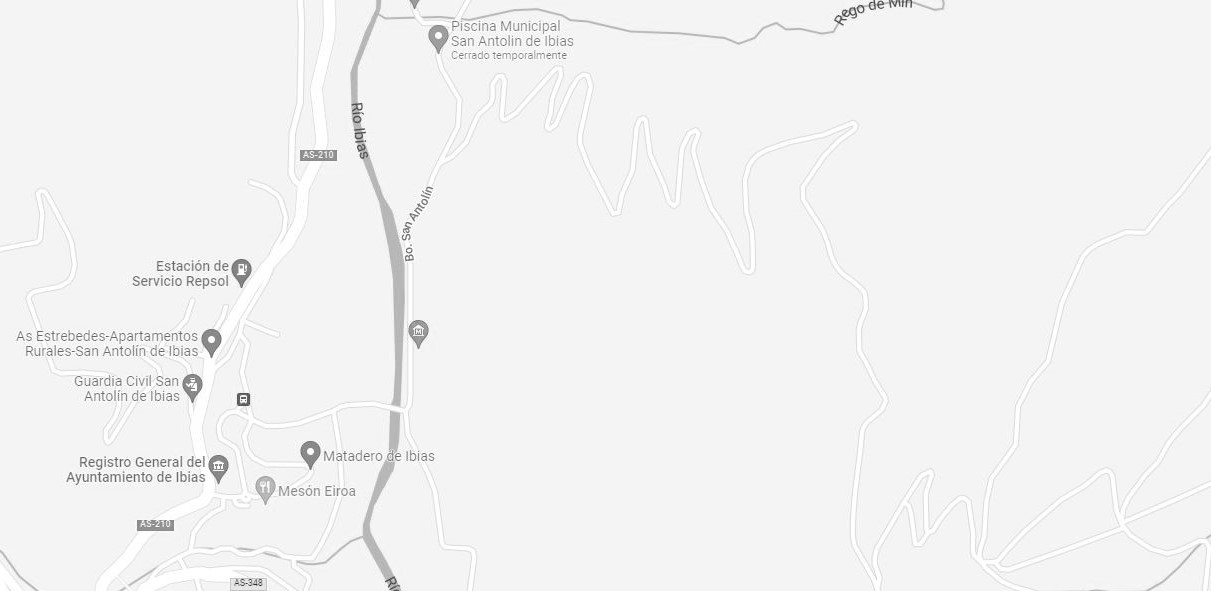 Rego de Min
Piscina Municipal
San Antolin de Ibias
Cerrado temporalmente
Río Ibias
AS-210
Bo. San Antolín
Estación de
Servicio Repsol
As Estrebedes-Apartamentos
Rurales-San Antolín de Ibias
Guardia Civil San
Antolín de Ibias
Matadero de Ibias
Registro General del
Ayuntamiento de Ibias
Mesón Eiroa
AS-210
AS-348